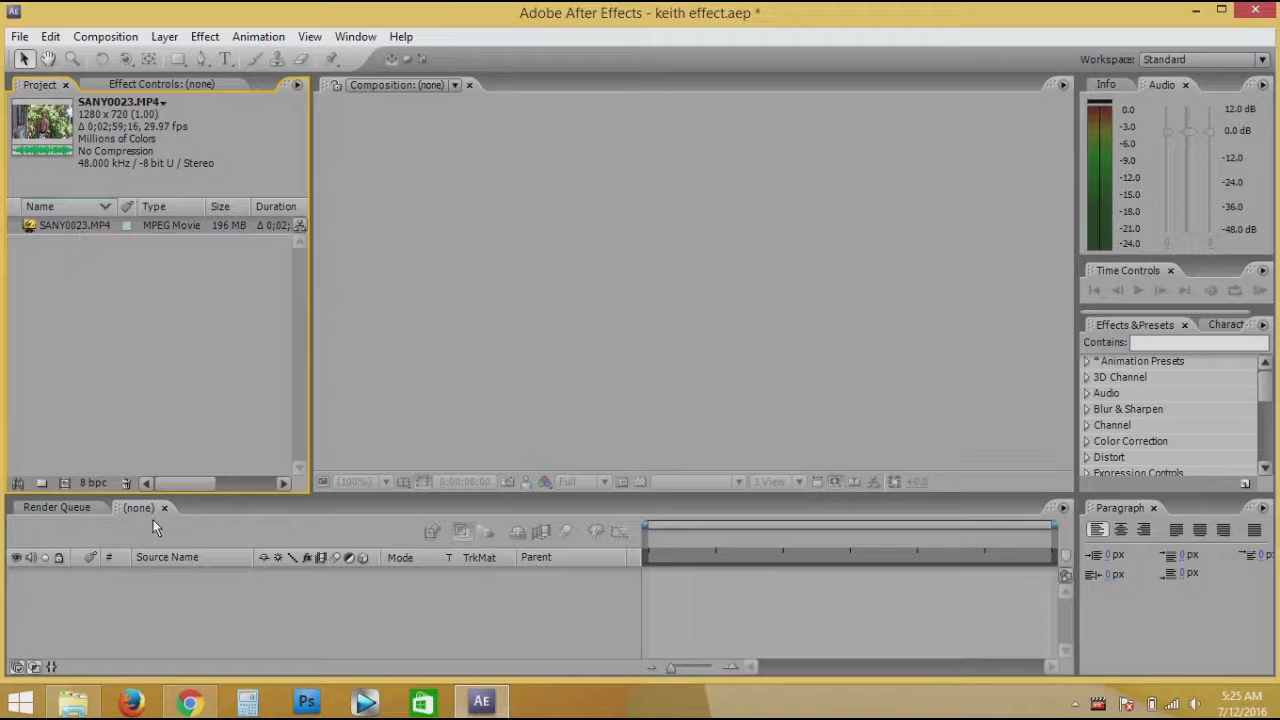 Adobe After Effects - keith effect.aep *
File Edit Composition Layer Effect Animation View Window Help
Workspace: Standard
Project Effect Controls: (none)
Composition: (none)
Info Audio
SANY0023.MP4
1280 x 720 (1.00)
Δ 0;02;59;16, 29.97 fps
Millions of Colors
No Compression
48.000 kHz / -8 bit U / Stereo
Name Type Size Duration
SANY0023.MP4 MPEG Movie 196 MB Δ 0;02;
0.0
-3.0
-6.0
-9.0
-12.0
-15.0
-18.0
-21.0
-24.0
12.0 dB
0.0 dB
-12.0
-24.0
-36.0
-48.0 dB
Time Controls
Effects &Presets Charact
Contains:
* Animation Presets
3D Channel
Audio
Blur & Sharpen
Channel
Color Correction
Distort
Expression Controls
8 bpc
(100%) 0;00;00;00 Full 1 View +0.0
Render Queue (none)
# Source Name Mode T TrkMat Parent
Paragraph
0 px 0 px 0 px
0 px 0 px
Ps AE
5:25 AM
7/12/2016